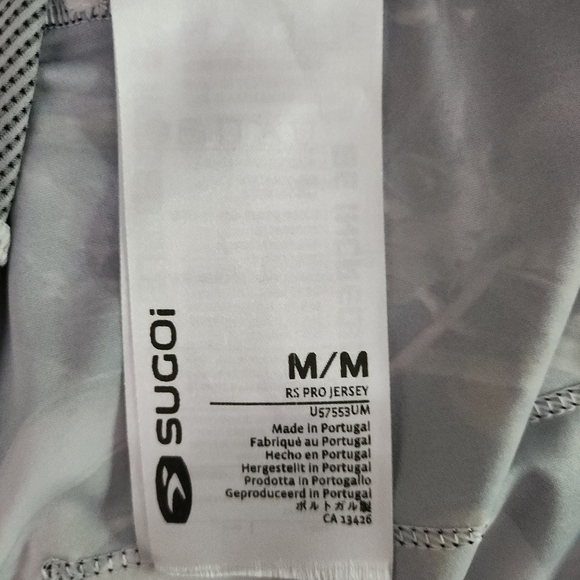 SUGOi
M/M
RS PRO JERSEY
U57553UM
Made in Portugal
Fabriqué au Portugal
Hecho en Portugal
Hergestellt in Portugal
Prodotta in Portogallo
Geproduceerd in Portugal
ポルトガル製
CA 13426